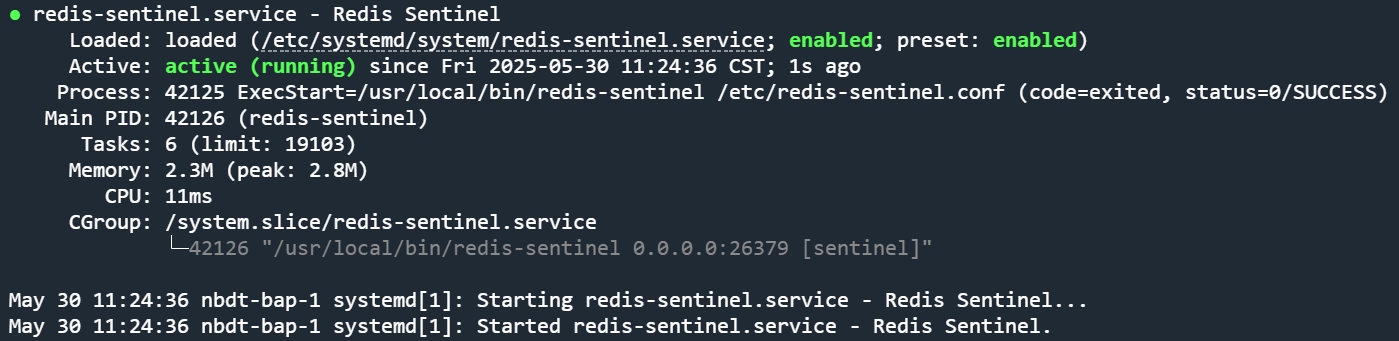 ● redis-sentinel.service - Redis Sentinel
Loaded: loaded (/etc/systemd/system/redis-sentinel.service; enabled; preset: enabled)
Active: active (running) since Fri 2025-05-30 11:24:36 CST; 1s ago
Process: 42125 ExecStart=/usr/local/bin/redis-sentinel /etc/redis-sentinel.conf (code=exited, status=0/SUCCESS)
Main PID: 42126 (redis-sentinel)
Tasks: 6 (limit: 19103)
Memory: 2.3M (peak: 2.8M)
CPU: 11ms
CGroup: /system.slice/redis-sentinel.service
└─42126 "/usr/local/bin/redis-sentinel 0.0.0.0:26379 [sentinel]"
May 30 11:24:36 nbdt-bap-1 systemd[1]: Starting redis-sentinel.service - Redis Sentinel...
May 30 11:24:36 nbdt-bap-1 systemd[1]: Started redis-sentinel.service - Redis Sentinel.